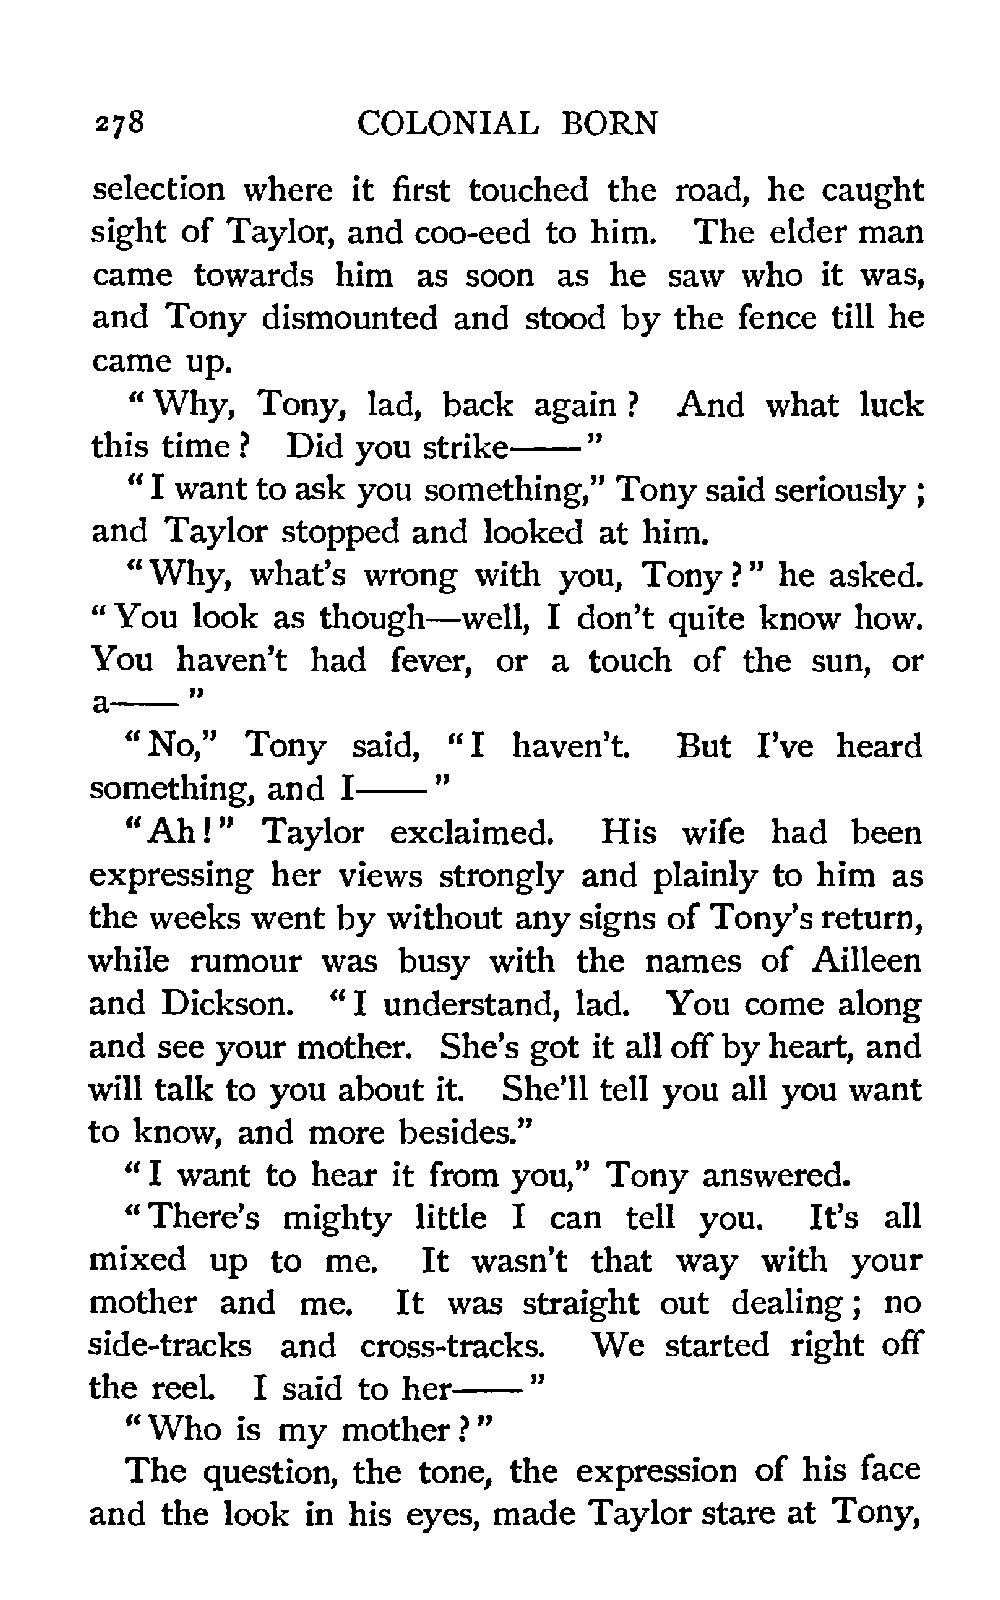 278 COLONIAL BORN
selection where it first touched the road, he caught
sight of Taylor, and coo-eed to him. The elder man
came towards him as soon as he saw who it was,
and Tony dismounted and stood by the fence till he
came up.
“Why, Tony, lad, back again? And what luck
this time? Did you strike——”
“I want to ask you something,” Tony said seriously;
and Taylor stopped and looked at him.
“Why, what's wrong with you, Tony?” he asked.
“You look as though—well, I don't quite know how.
You haven't had fever, or a touch of the sun, or
a——”
“No,” Tony said, “I haven't. But I've heard
something, and I——”
“Ah!” Taylor exclaimed. His wife had been
expressing her views strongly and plainly to him as
the weeks went by without any signs of Tony's return,
while rumour was busy with the names of Ailleen
and Dickson. “I understand, lad. You come along
and see your mother. She's got it all off by heart, and
will talk to you about it. She'll tell you all you want
to know, and more besides.”
“I want to hear it from you,” Tony answered.
“There's mighty little I can tell you. It's all
mixed up to me. It wasn't that way with your
mother and me. It was straight out dealing; no
side-tracks and cross-tracks. We started right off
the reel. I said to her——”
“Who is my mother?”
The question, the tone, the expression of his face
and the look in his eyes, made Taylor stare at Tony,